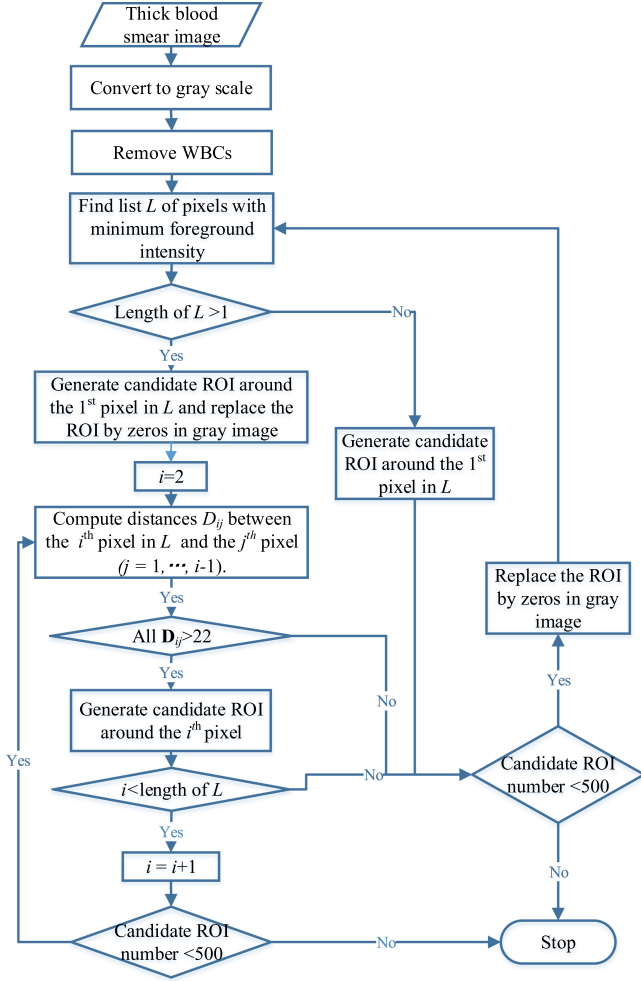 Thick blood
smear image
Convert to gray scale
Remove WBCs
Find list L of pixels with
minimum foreground
intensity
Length of L >1
No
Yes
Generate candidate ROI around
the 1st pixel in L and replace the
ROI by zeros in gray image
Generate candidate
ROI around the 1st
pixel in L
i=2
Compute distances Dij between
the ith pixel in L and the jth pixel
(j = 1,⋯, i-1).
Replace the ROI
by zeros in gray
image
Yes
All Dij>22
Yes
Yes
No
Generate candidate ROI
around the ith pixel
Yes
i<length of L
No
Candidate ROI
number <500
Yes
i = i+1
No
Candidate ROI
number <500
No
Stop